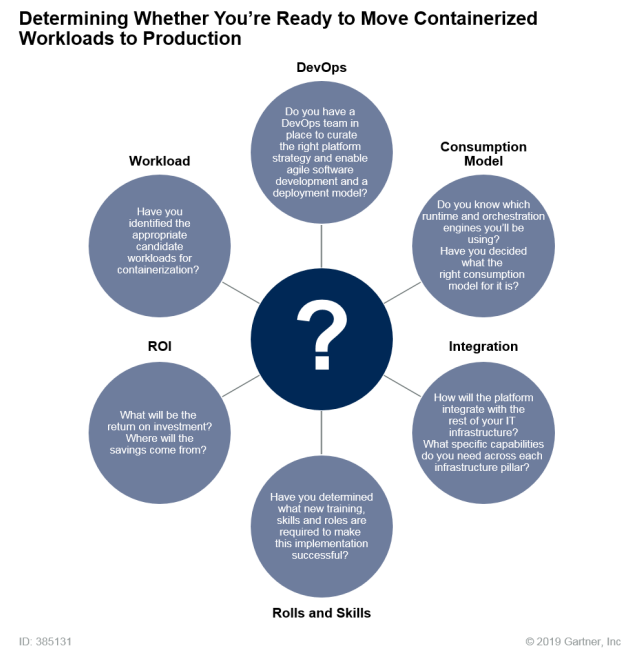 Determining Whether You're Ready to Move Containerized
Workloads to Production
DevOps
Do you have a
DevOps team in
place to curate
the right platform
strategy and enable
agile software
development and a
deployment model?
Consumption
Model
Do you know which
runtime and orchestration
engines you'll be
using?
Have you decided
what the
right consumption
model for it is?
Integration
How will the platform
integrate with the
rest of your IT
infrastructure?
What specific capabilities
do you need across each
infrastructure pillar?
Have you determined
what new training,
skills and roles are
required to make
this implementation
successful?
Rolls and Skills
ROI
What will be the
return on investment?
Where will the
savings come from?
Workload
Have you
identified the
appropriate
candidate
workloads for
containerization?
?
ID: 385131
© 2019 Gartner, Inc